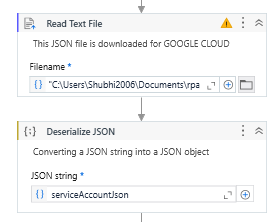 Read Text File
This JSON file is downloaded for GOOGLE CLOUD
Filename *
"C:\Users\Shubhi2006\Documents\rpa
{;} Deserialize JSON
Converting a JSON string into a JSON object
JSON string *
{} serviceAccountJson